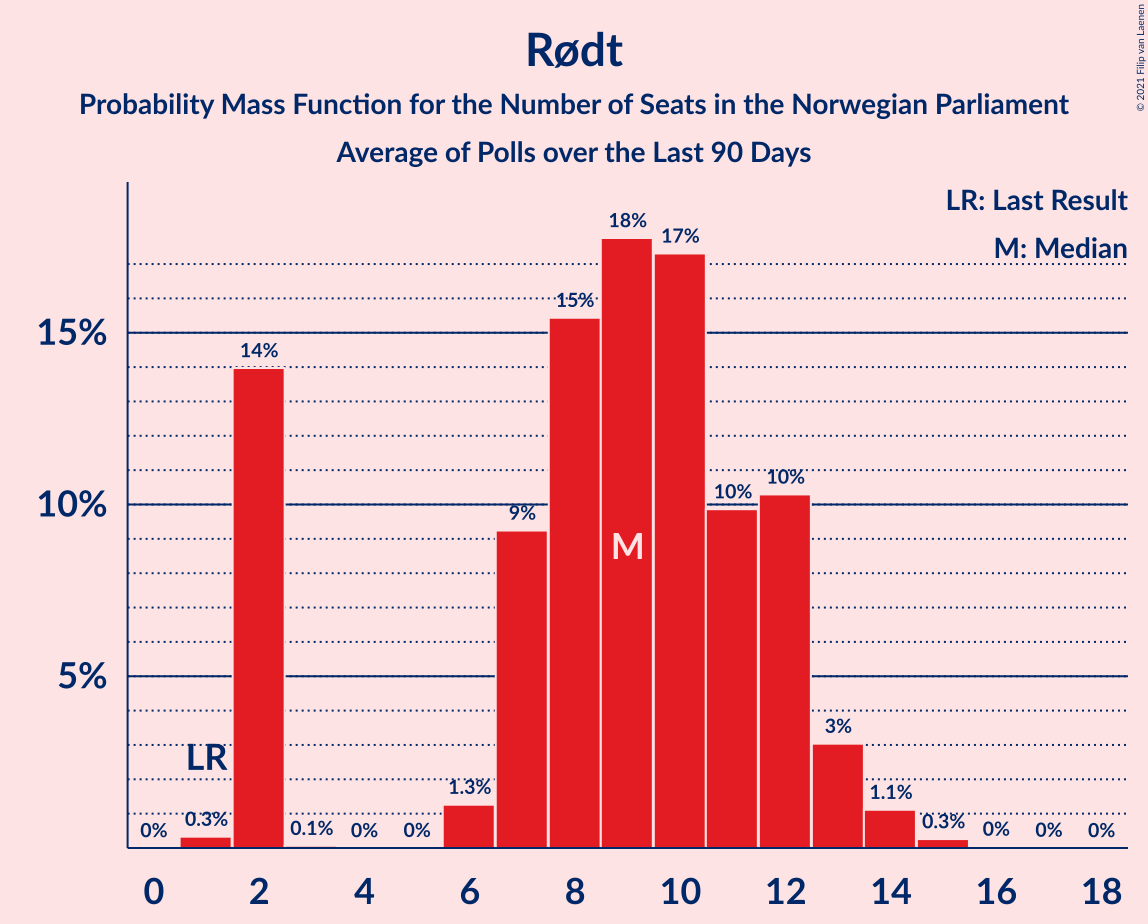 Rødt
Probability Mass Function for the Number of Seats in the Norwegian Parliament
Average of Polls over the Last 90 Days
© 2021 Filip van Laenen
LR: Last Result
M: Median
15%
10%
5%
0%
0.3%
14%
0.1%
0%
0%
1.3%
9%
15%
18%
17%
10%
10%
3%
1.1%
0.3%
0%
0%
0%
LR
M
0 2 4 6 8 10 12 14 16 18